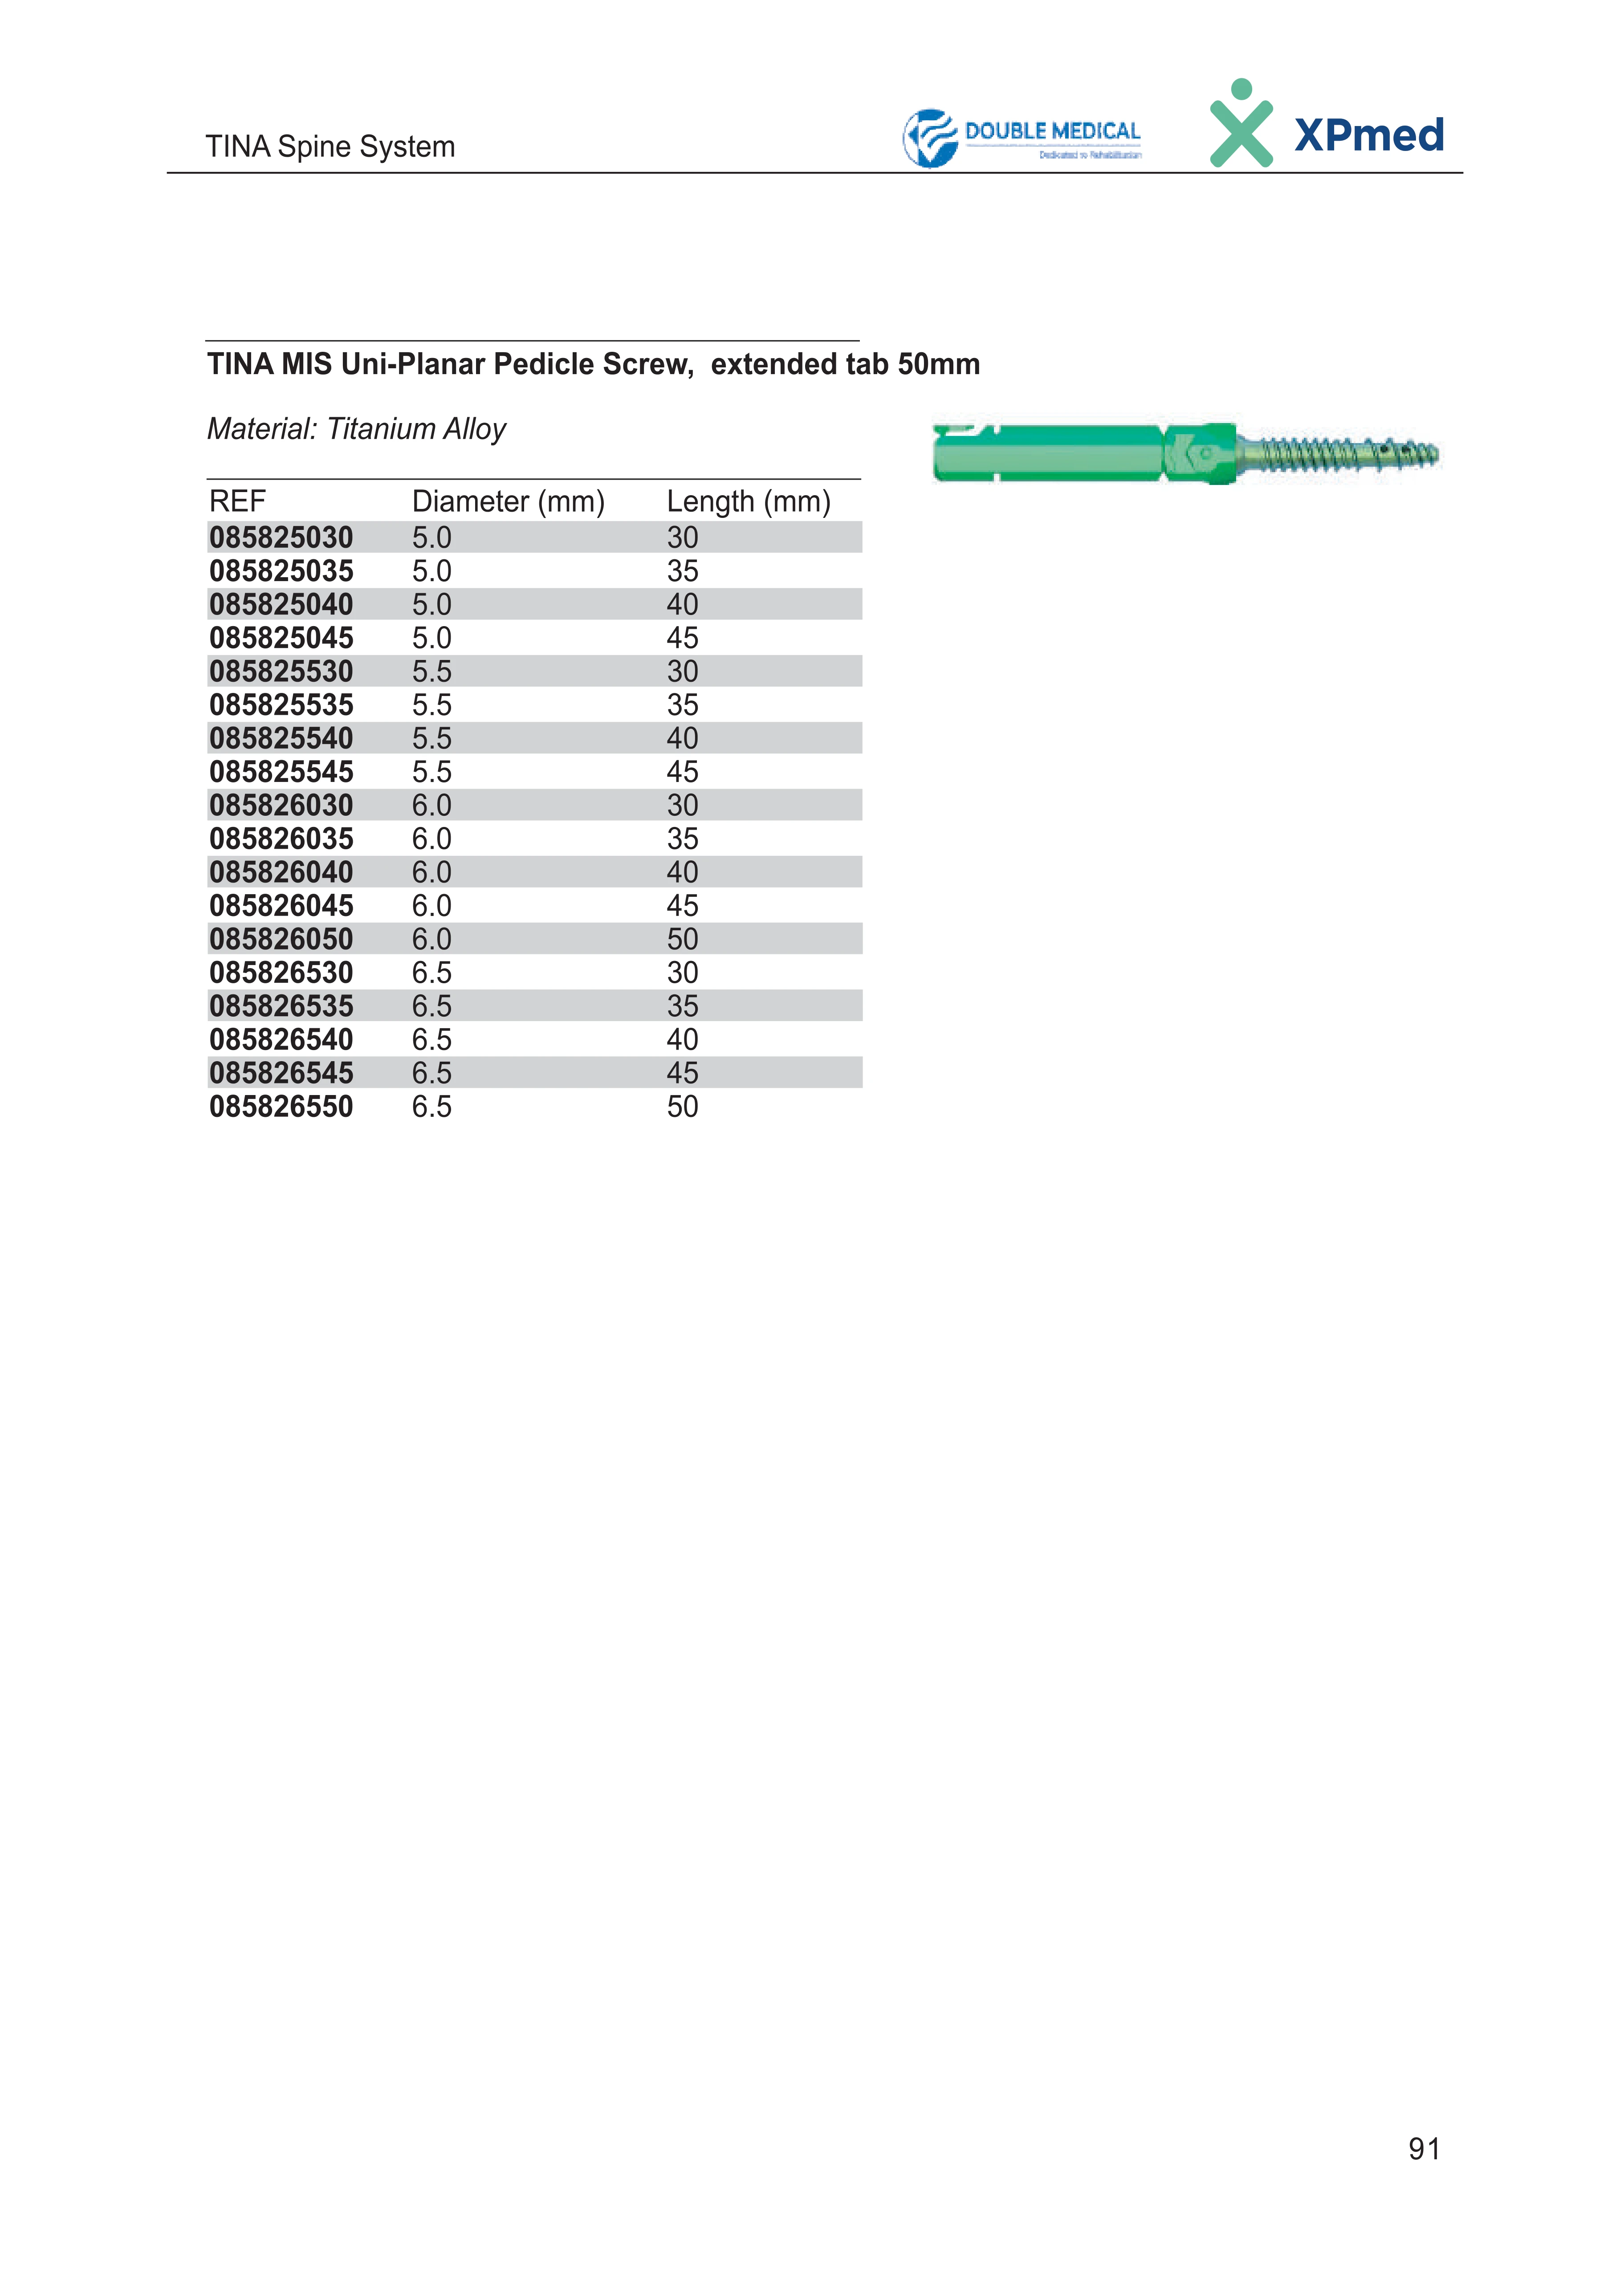 TINA Spine System
DOUBLE MEDICAL
Dedicated to Rehabilitation
XPmed
TINA MIS Uni-Planar Pedicle Screw,  extended tab 50mm
Material: Titanium Alloy
REF Diameter (mm) Length (mm)
085825030 5.0 30
085825035 5.0 35
085825040 5.0 40
085825045 5.0 45
085825530 5.5 30
085825535 5.5 35
085825540 5.5 40
085825545 5.5 45
085826030 6.0 30
085826035 6.0 35
085826040 6.0 40
085826045 6.0 45
085826050 6.0 50
085826530 6.5 30
085826535 6.5 35
085826540 6.5 40
085826545 6.5 45
085826550 6.5 50
91